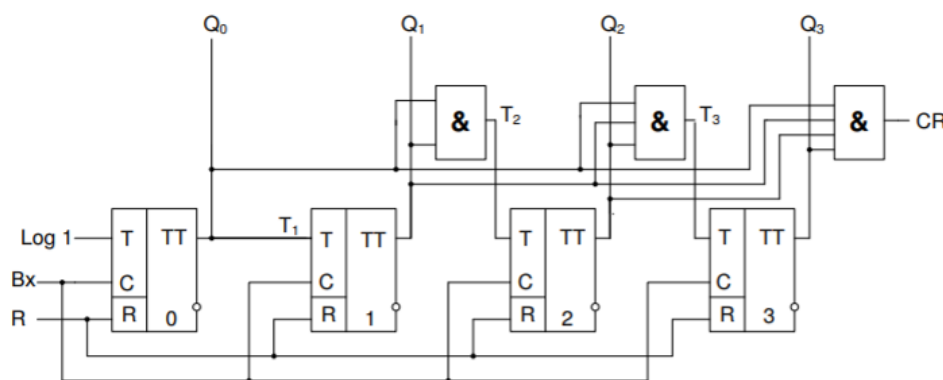 Q0 Q1 Q2 Q3
& T2 & T3 & CR
Log 1 T TT T1 T TT T TT T TT
Bx C C C C
R R 0 R 1 R 2 R 3